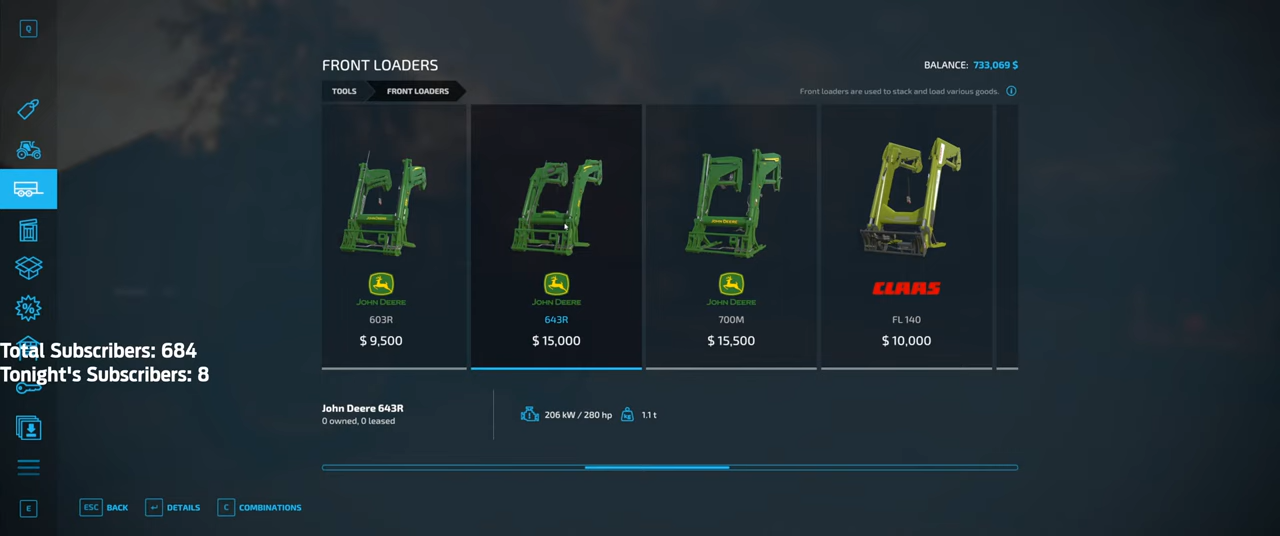 Q
FRONT LOADERS
BALANCE: 733,069 $
TOOLS FRONT LOADERS
Front loaders are used to stack and load various goods.
JOHN DEERE
603R
$ 9,500
JOHN DEERE
643R
$ 15,000
JOHN DEERE
700M
$ 15,500
CLAAS
FL 140
$ 10,000
Total Subscribers: 684
Tonight's Subscribers: 8
John Deere 643R
0 owned, 0 leased
206 kW / 280 hp
1.1 t
E
ESC BACK
DETAILS
C COMBINATIONS